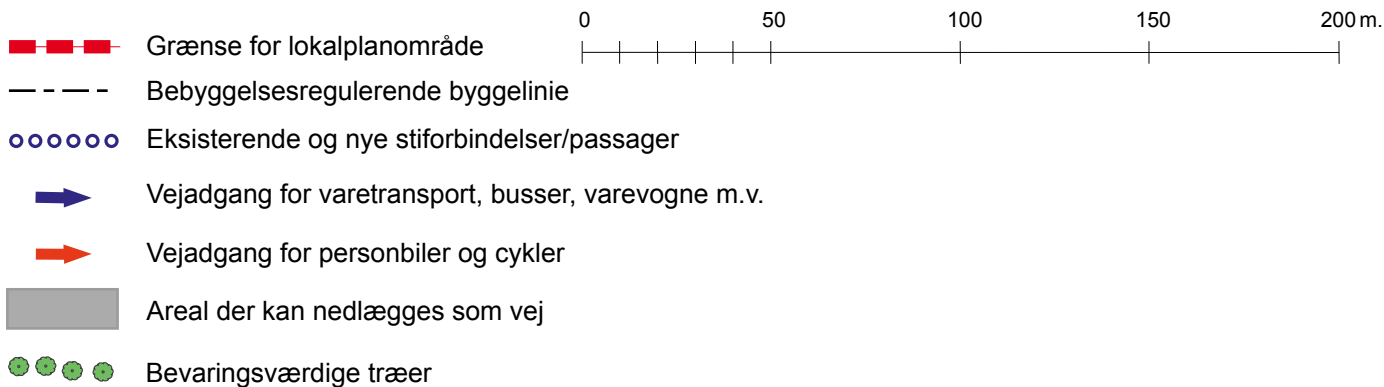 0 50 100 150 200 m.
Grænse for lokalplanområde
Bebyggelsesregulerende byggelinie
Eksisterende og nye stiforbindelser/passager
Vejadgang for varetransport, busser, varevogne m.v.
Vejadgang for personbiler og cykler
Areal der kan nedlægges som vej
Bevaringsværdige træer